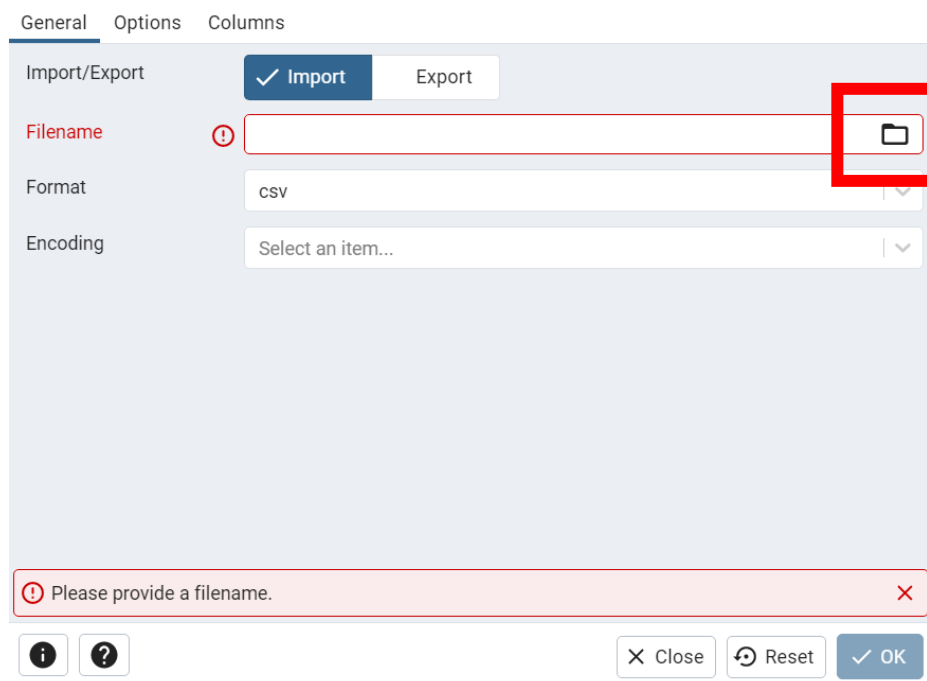 General Options Columns
Import/Export Import Export
Filename
Format csv
Encoding Select an item...
Please provide a filename.
Close Reset OK